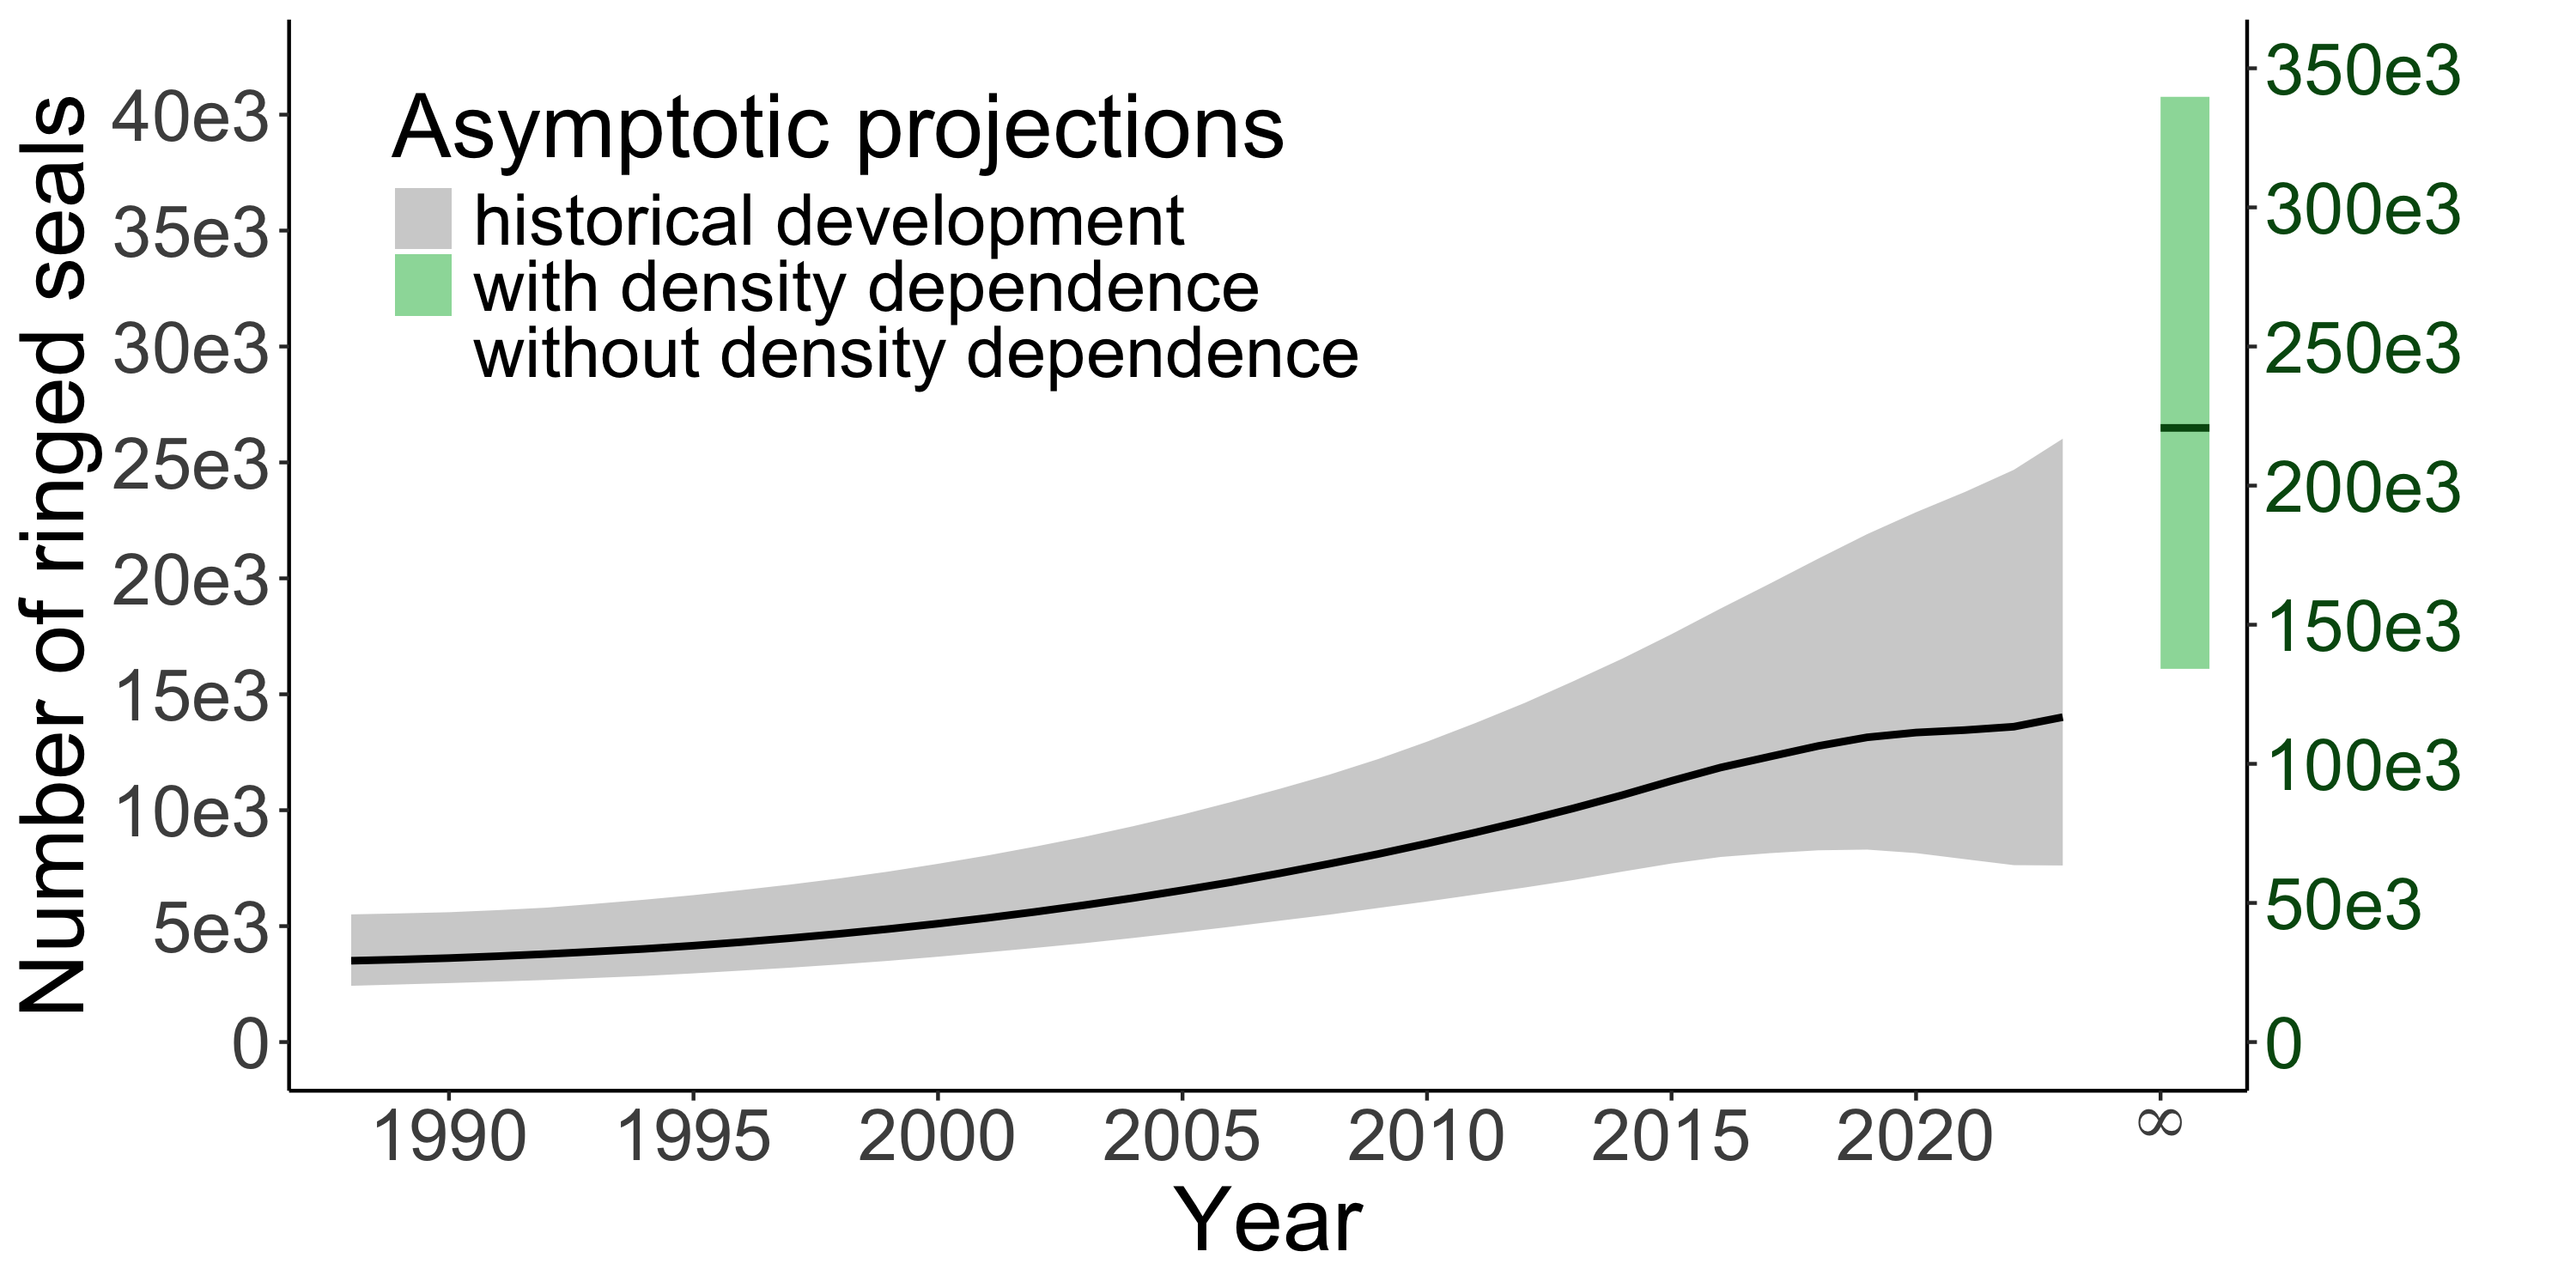 Number of ringed seals
40e3
35e3
30e3
25e3
20e3
15e3
10e3
5e3
0
Asymptotic projections
historical development
with density dependence
without density dependence
350e3
300e3
250e3
200e3
150e3
100e3
50e3
0
1990 1995 2000 2005 2010 2015 2020 ∞
Year